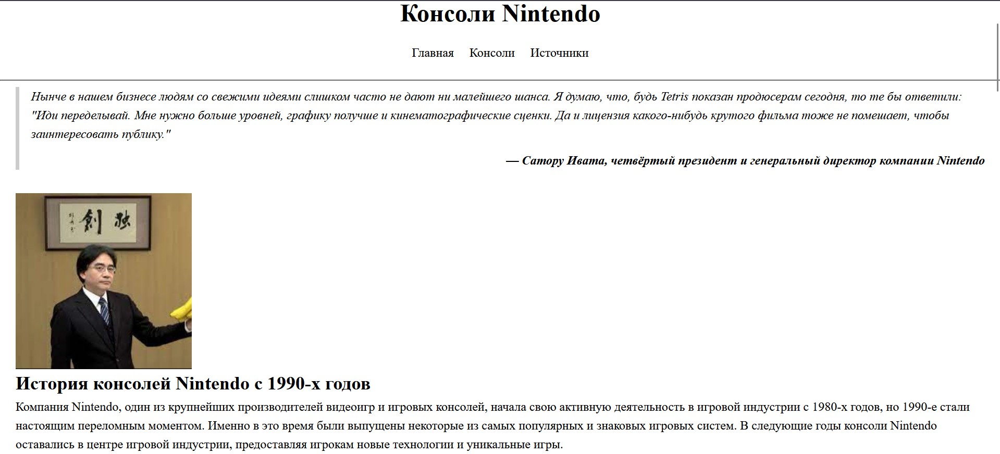 Консоли Nintendo
Главная Консоли Источники
Нынче в нашем бизнесе людям со свежими идеями слишком часто не дают ни малейшего шанса. Я думаю, что, будь Tetris показан продюсерам сегодня, то те бы ответили:
"Иди переделывай. Мне нужно больше уровней, графику получше и кинематографические сценки. Да и лицензия какого-нибудь крутого фильма тоже не помешает, чтобы
заинтересовать публику."
— Сатору Ивата, четвёртый президент и генеральный директор компании Nintendo
創 独
История консолей Nintendo с 1990-х годов
Компания Nintendo, один из крупнейших производителей видеоигр и игровых консолей, начала свою активную деятельность в игровой индустрии с 1980-х годов, но 1990-е стали
настоящим переломным моментом. Именно в это время были выпущены некоторые из самых популярных и знаковых игровых систем. В следующие годы консоли Nintendo
оставались в центре игровой индустрии, предоставляя игрокам новые технологии и уникальные игры.